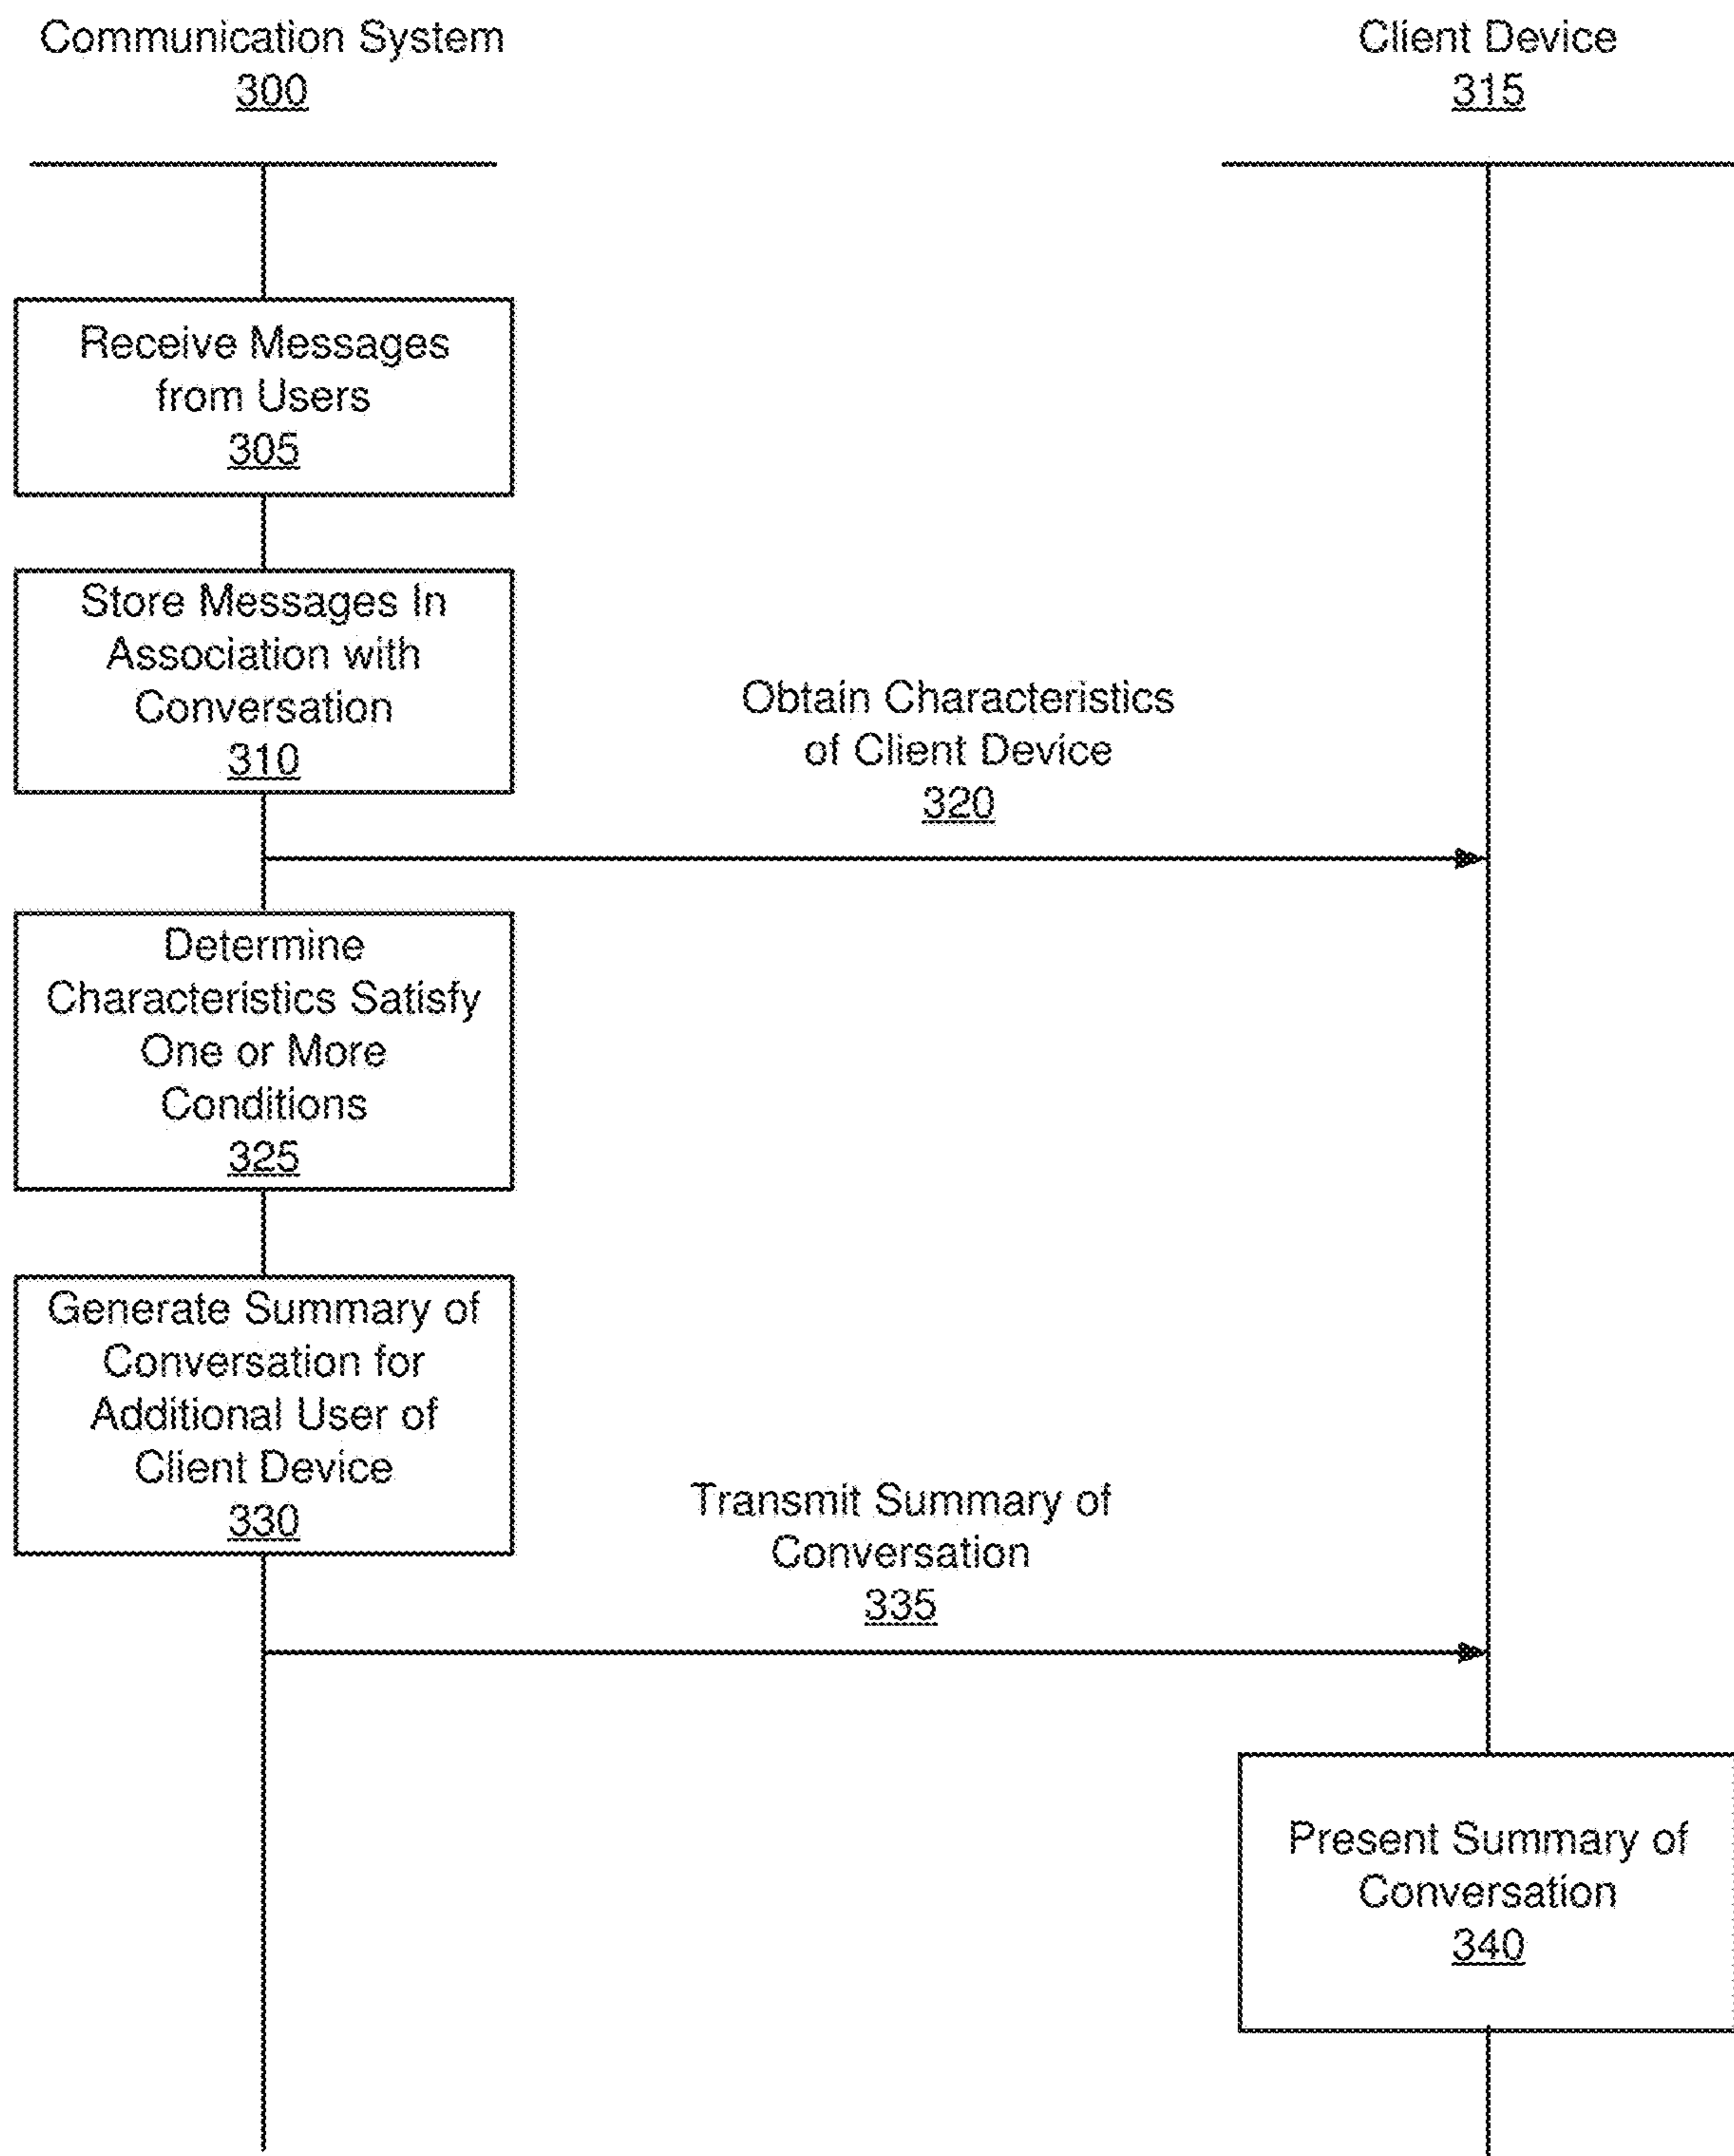 Communication System
300
Client Device
315
Receive Messages
from Users
305
Store Messages In
Association with
Conversation
310
Obtain Characteristics
of Client Device
320
Determine
Characteristics Satisfy
One or More
Conditions
325
Generate Summary of
Conversation for
Additional User of
Client Device
330
Transmit Summary of
Conversation
335
Present Summary of
Conversation
340